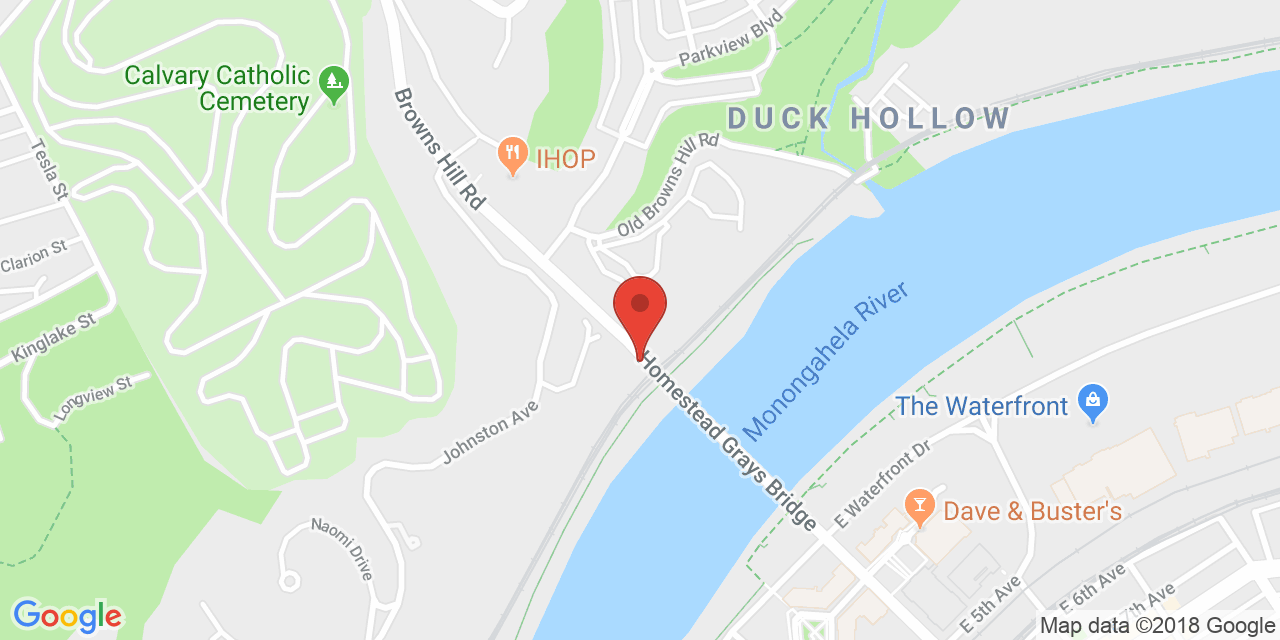 Parkview Blvd
Calvary Catholic
Cemetery
Browns Hill Rd
DUCK HOLLOW
Tesla St
IHOP
Old Browns Hill Rd
Clarion St
Kinglake St
Monongahela River
Longview St
Homestead Grays Bridge
The Waterfront
Johnston Ave
E Waterfront Dr
Dave & Buster's
Naomi Drive
E 5th Ave
E 6th Ave
7th Ave
Google
Map data ©2018 Google